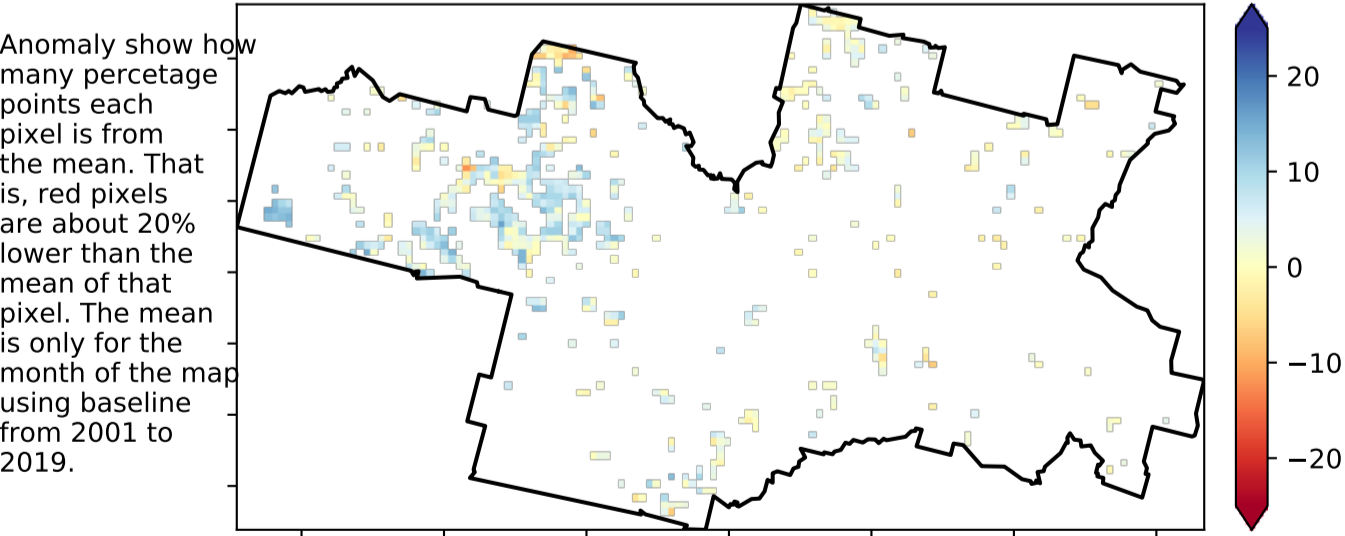 Anomaly show how
many percetage
points each
pixel is from
the mean. That
is, red pixels
are about 20%
lower than the
mean of that
pixel. The mean
is only for the
month of the map
using baseline
from 2001 to
2019.
20
10
0
−10
−20